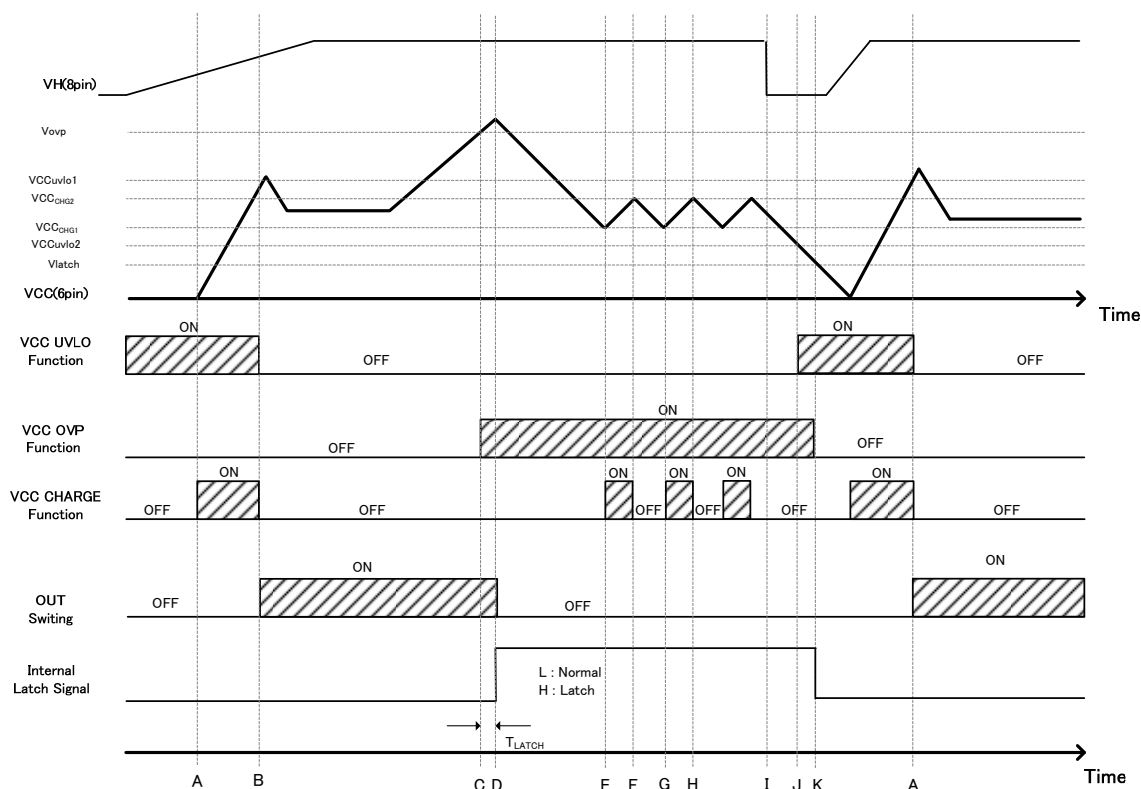 VH(8pin)
Vovp
VCCuvlo1
VCCCHG2
VCCCHG1
VCCuvlo2
Vlatch
VCC(6pin)
Time
VCC UVLO
Function
ON
OFF
ON
OFF
VCC OVP
Function
OFF
ON
OFF
VCC CHARGE
Function
OFF
ON
OFF
ON
OFF
ON
OFF
ON
OFF
ON
OFF
OUT
Switing
OFF
ON
OFF
ON
Internal
Latch Signal
L : Normal
H : Latch
TLATCH
A B C D E F G H I J K A
Time